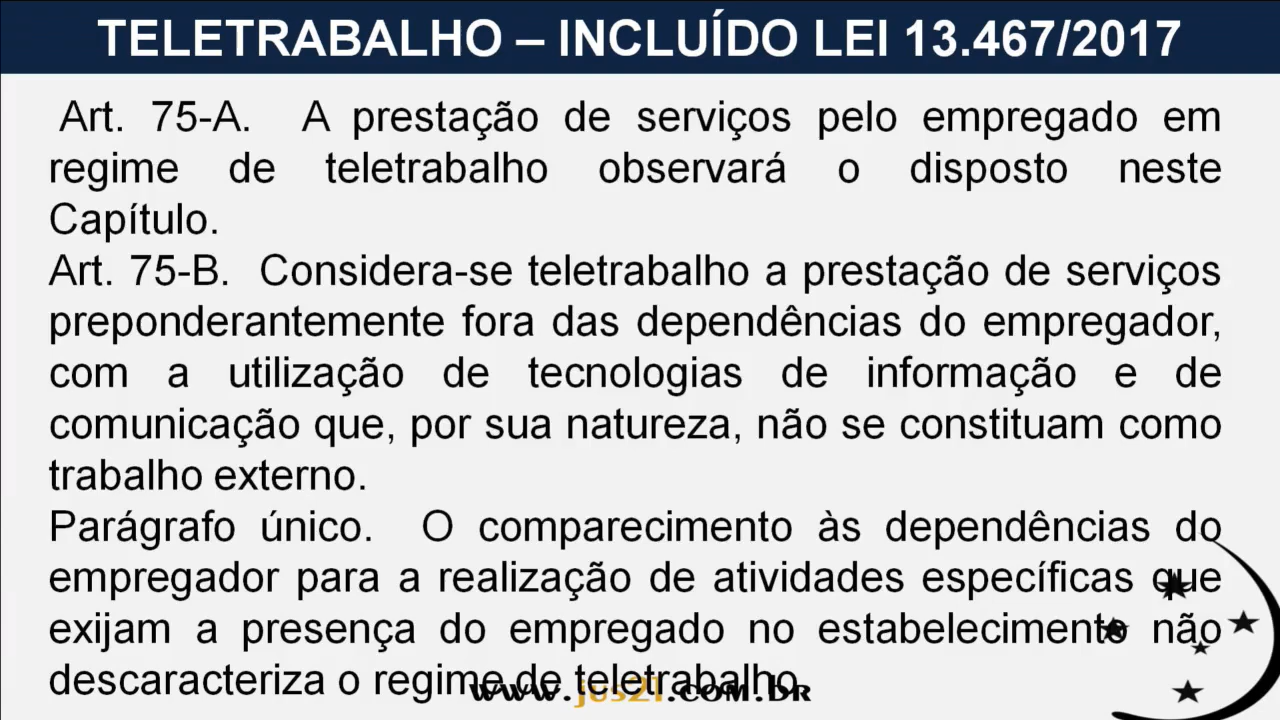 TELETRABALHO – INCLUÍDO LEI 13.467/2017
Art. 75-A. A prestação de serviços pelo empregado em
regime de teletrabalho observará o disposto neste
Capítulo.
Art. 75-B. Considera-se teletrabalho a prestação de serviços
preponderantemente fora das dependências do empregador,
com a utilização de tecnologias de informação e de
comunicação que, por sua natureza, não se constituam como
trabalho externo.
Parágrafo único. O comparecimento às dependências do
empregador para a realização de atividades específicas que
exijam a presença do empregado no estabelecimento não
descaracteriza o regime de teletrabalho.
www.jus21.com.br